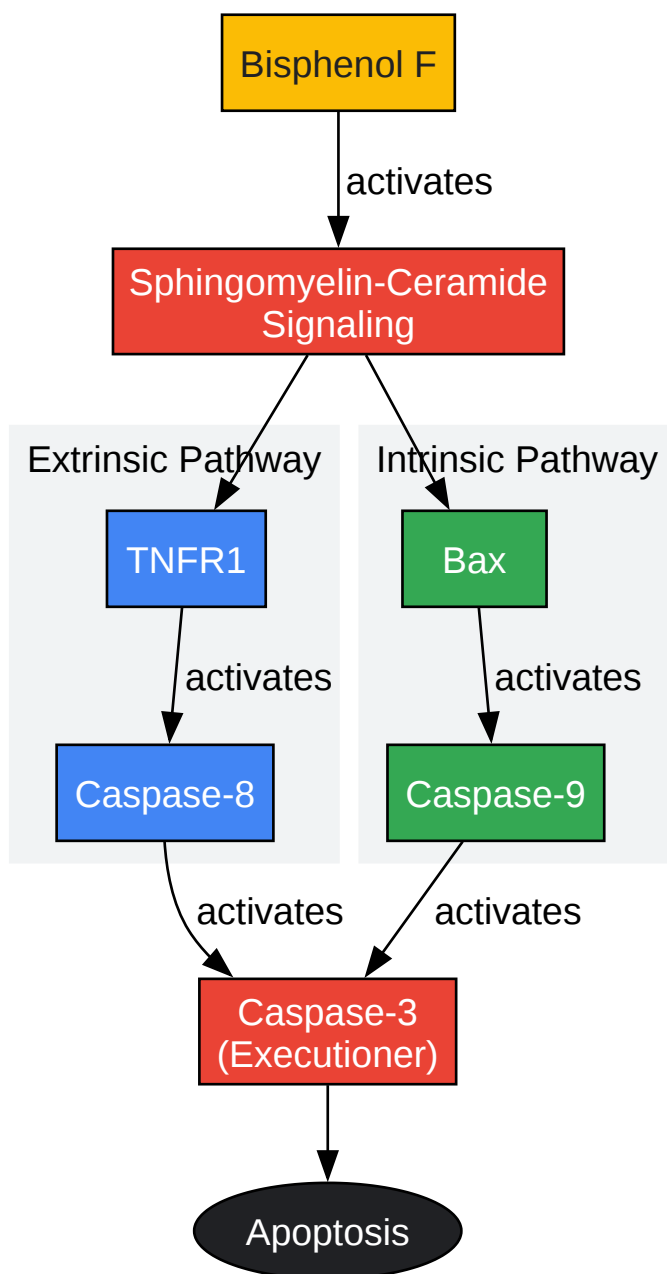 Bisphenol F
activates
Sphingomyelin-Ceramide
Signaling
Extrinsic Pathway
Intrinsic Pathway
TNFR1
Bax
activates
activates
Caspase-8
Caspase-9
activates
activates
Caspase-3
(Executioner)
Apoptosis